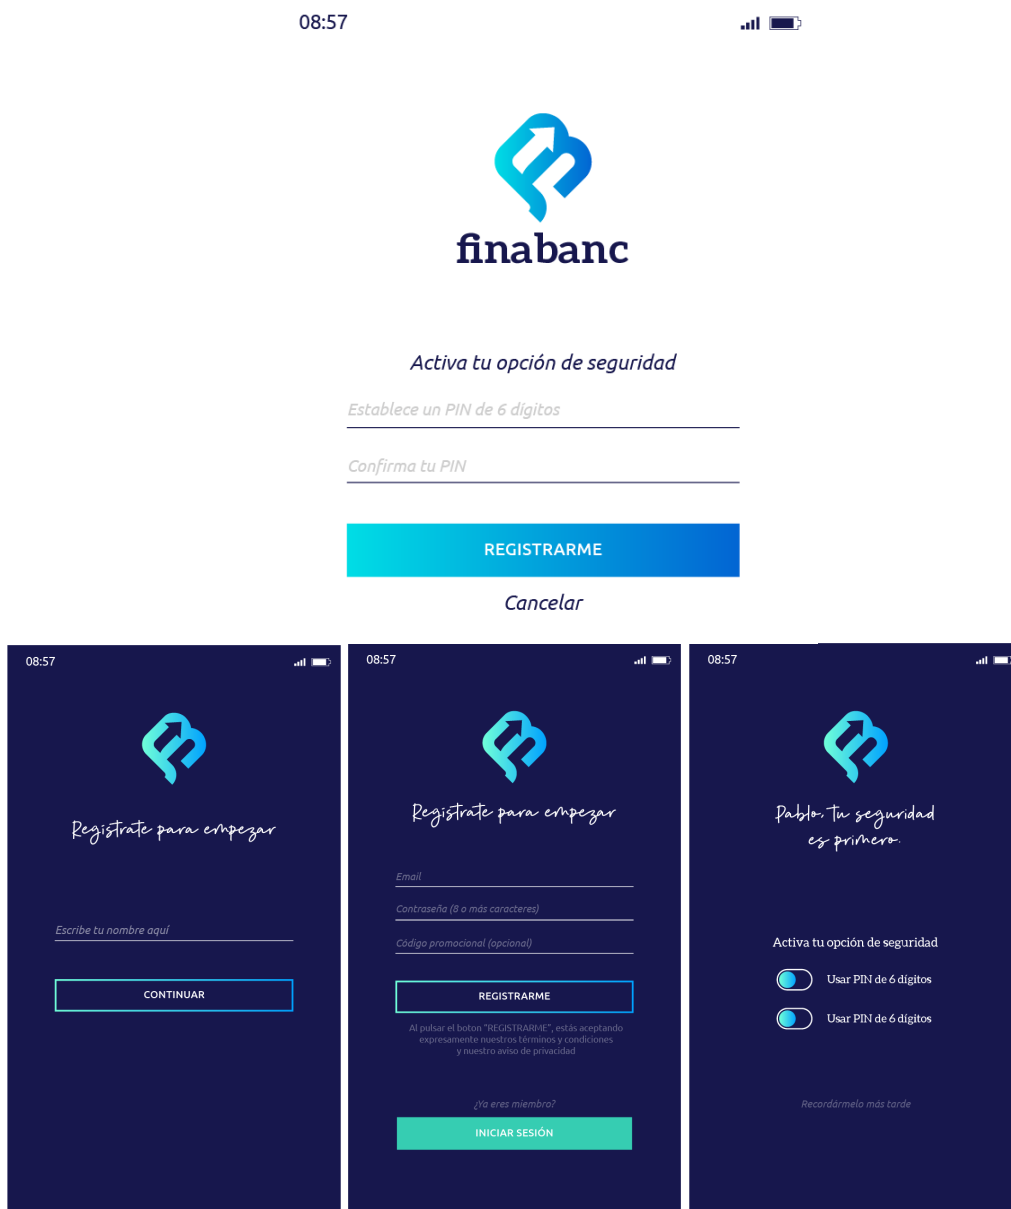 08:57
finabanc
Activa tu opción de seguridad
Establece un PIN de 6 dígitos
Confirma tu PIN
REGISTRARME
Cancelar
08:57
Registrate para empezar
Escribe tu nombre aquí
CONTINUAR
08:57
Registrate para empezar
Email
Contraseña (8 o más caracteres)
Código promocional (opcional)
REGISTRARME
Al pulsar el boton "REGISTRARME", estás aceptando
expresamente nuestros términos y condiciones
y nuestro aviso de privacidad
¿Ya eres miembro?
INICIAR SESIÓN
08:57
Pablo, tu seguridad
es primero.
Activa tu opción de seguridad
Usar PIN de 6 dígitos
Usar PIN de 6 dígitos
Recordármelo más tarde